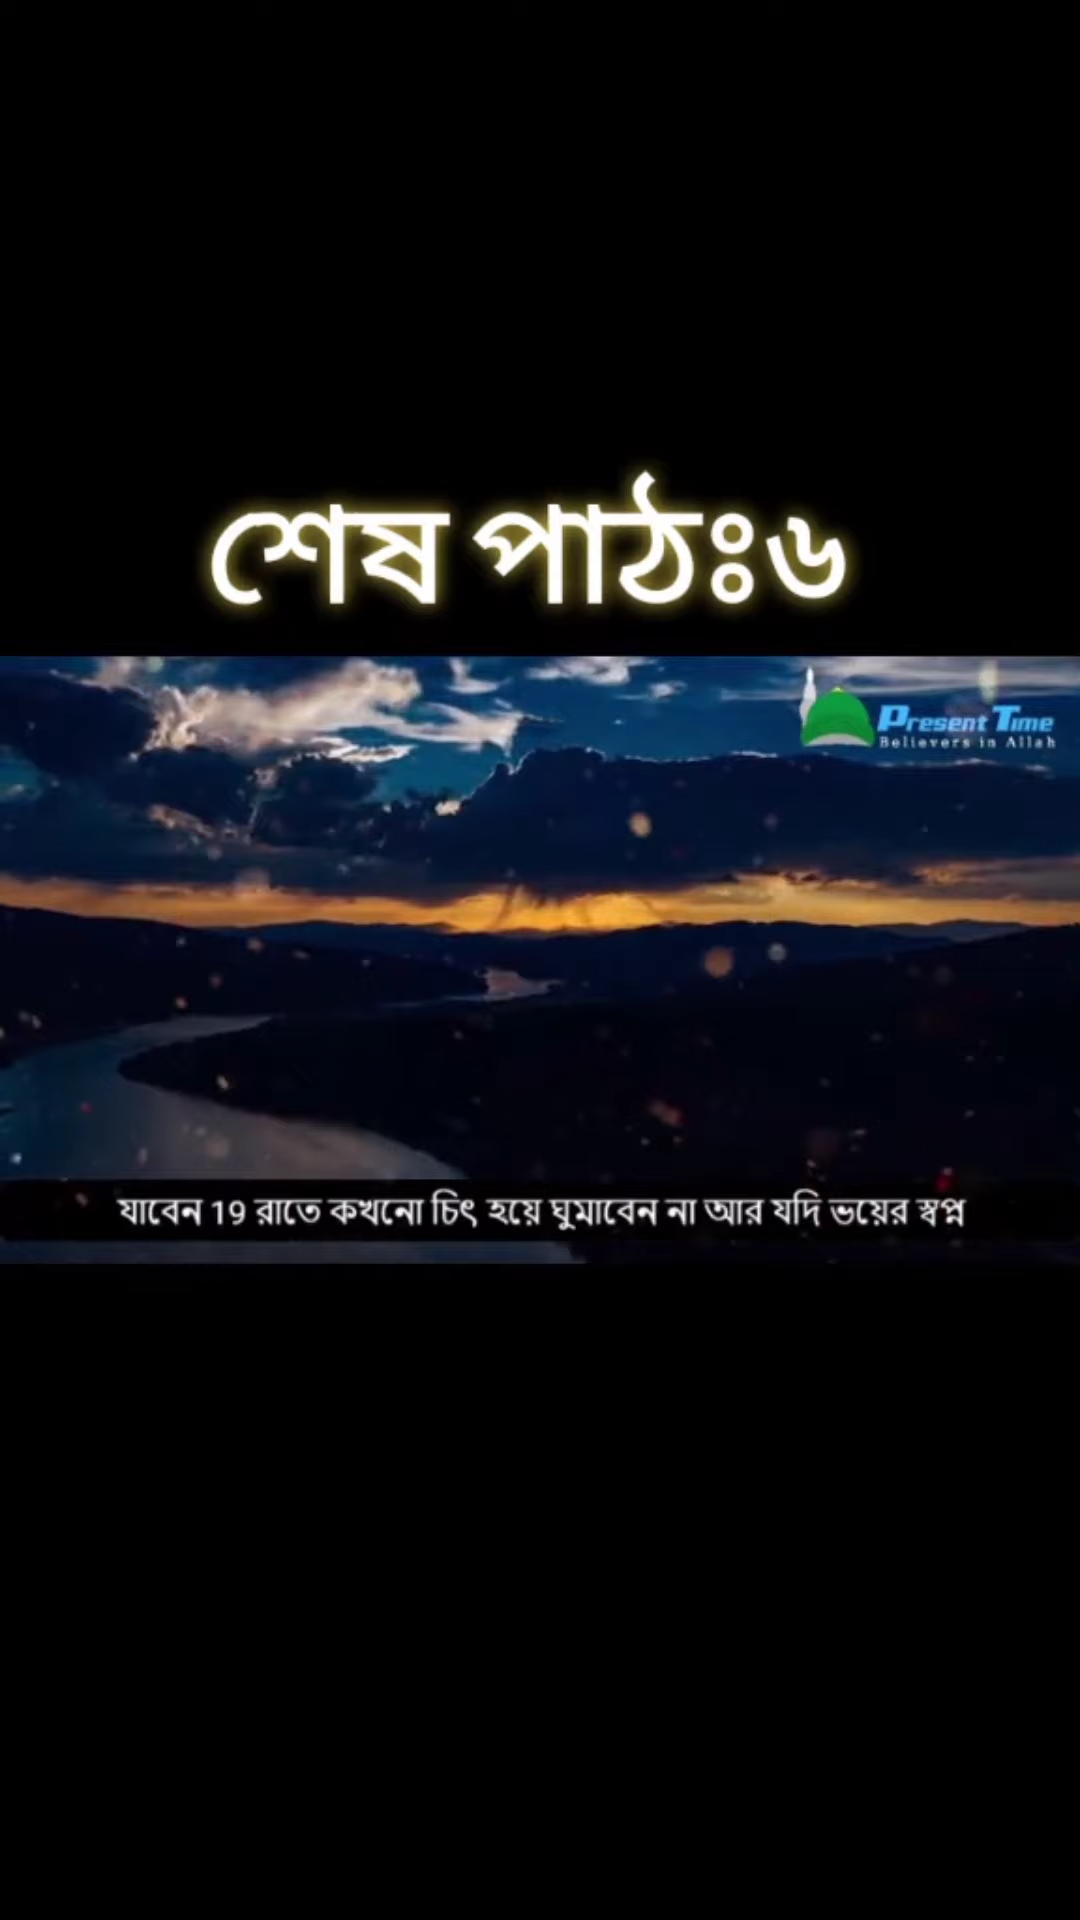 শেষ পাঠঃ৬
Present Time
Believers in Allah
যাবেন 19 রাতে কখনো চিৎ হয়ে ঘুমাবেন না আর যদি ভয়ের স্বপ্ন